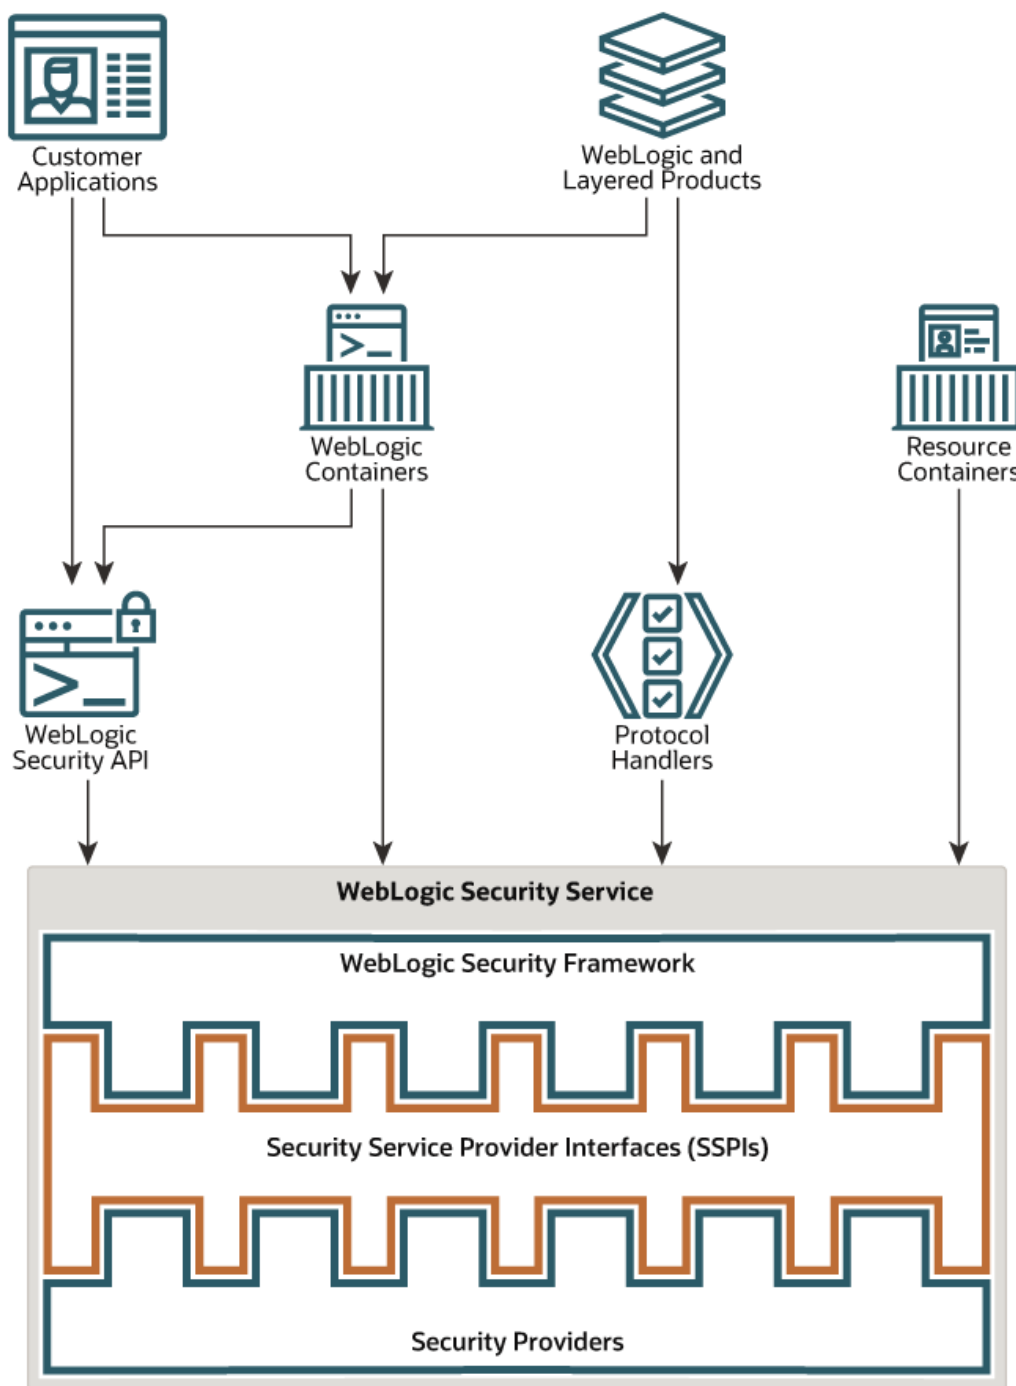 Customer
Applications
WebLogic and
Layered Products
WebLogic
Containers
Resource
Containers
WebLogic
Security API
Protocol
Handlers
WebLogic Security Service
WebLogic Security Framework
Security Service Provider Interfaces (SSPIs)
Security Providers